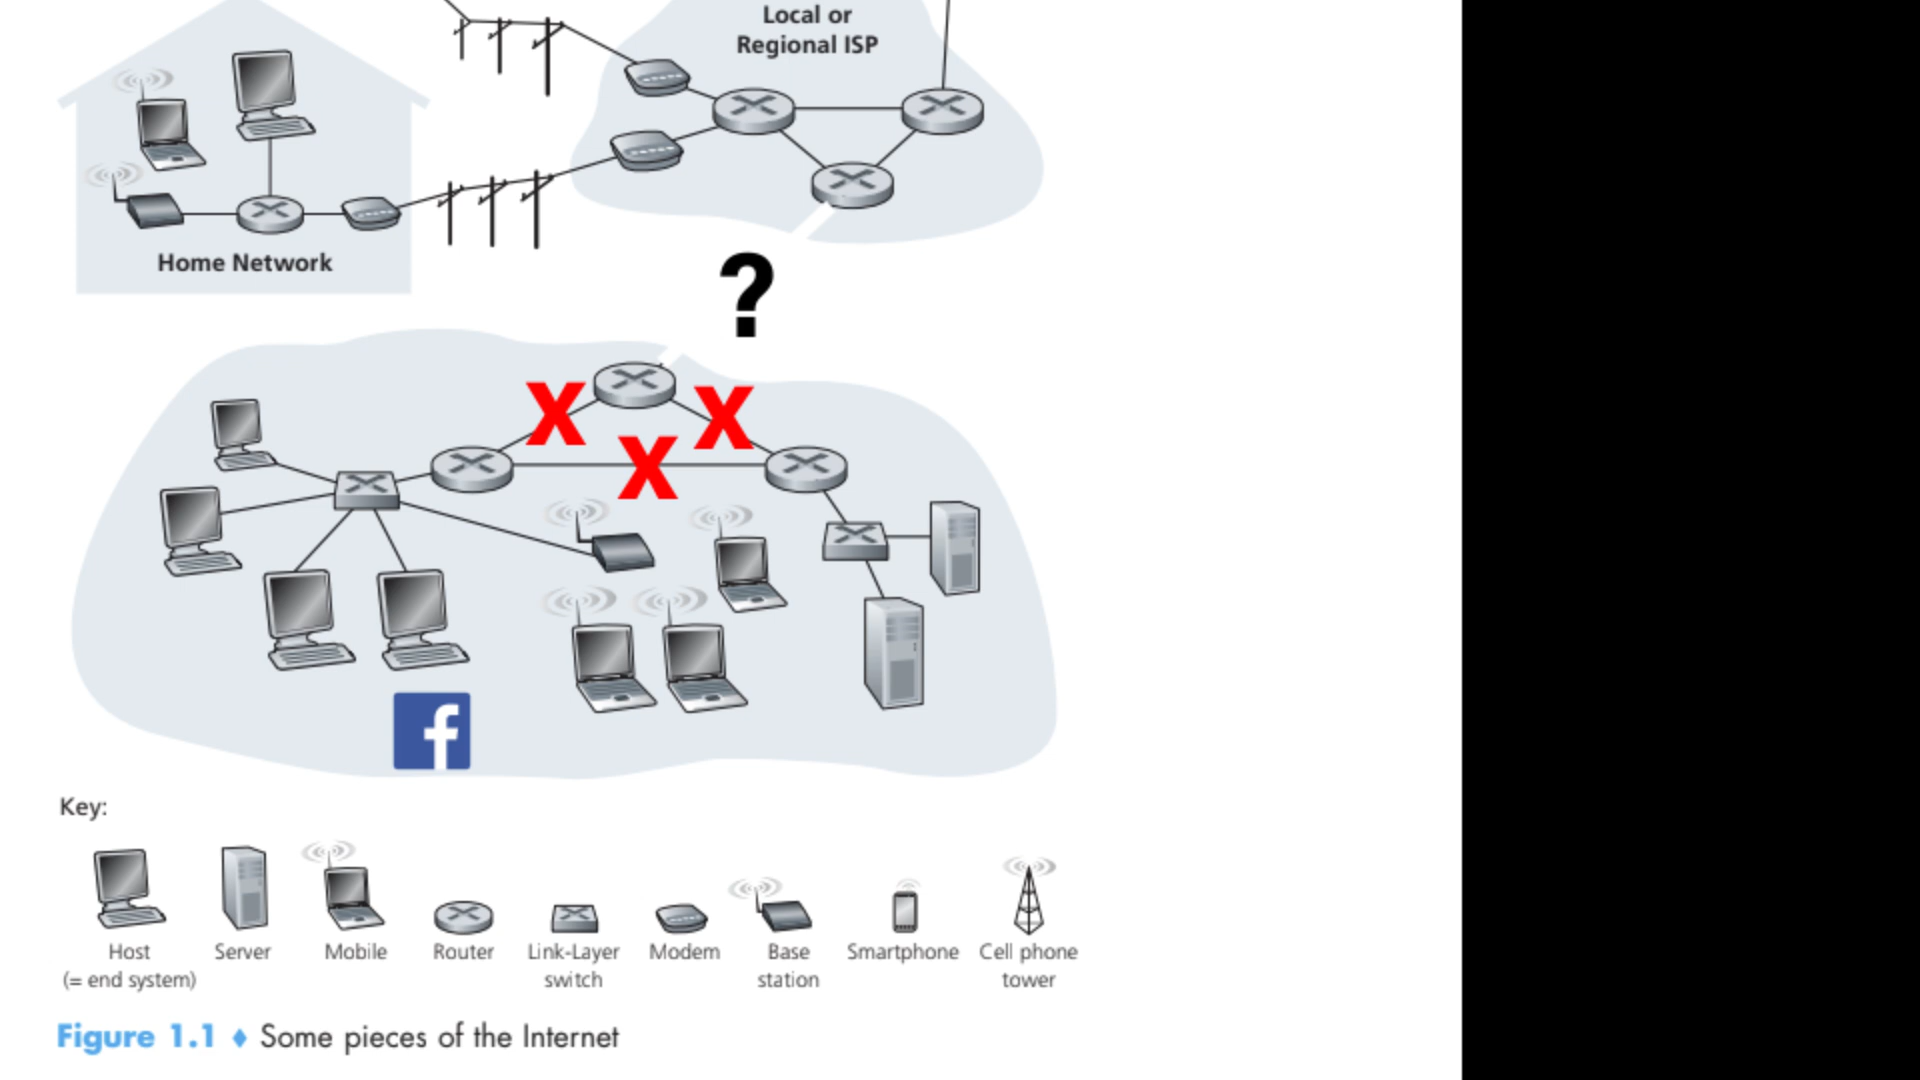 Local or
Regional ISP
Home Network
?
X X
X
f
Key:
Host
(= end system)
Server
Mobile
Router
Link-Layer
switch
Modem
Base
station
Smartphone
Cell phone
tower
Figure 1.1 ♦ Some pieces of the Internet